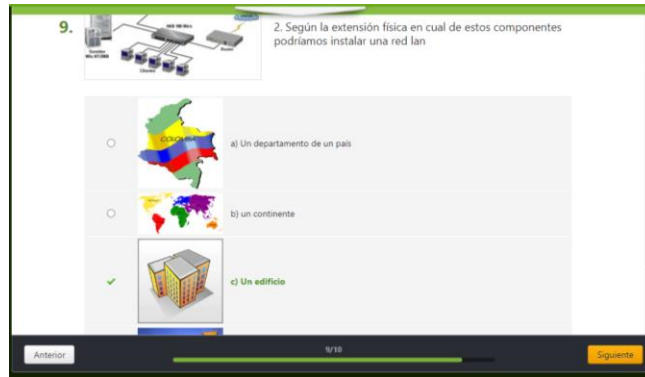 9.
2. Según la extensión física en cual de estos componentes
podríamos instalar una red lan
COLOMBIA
a) Un departamento de un país
b) un continente
c) Un edificio
Anterior
9/10
Siguiente